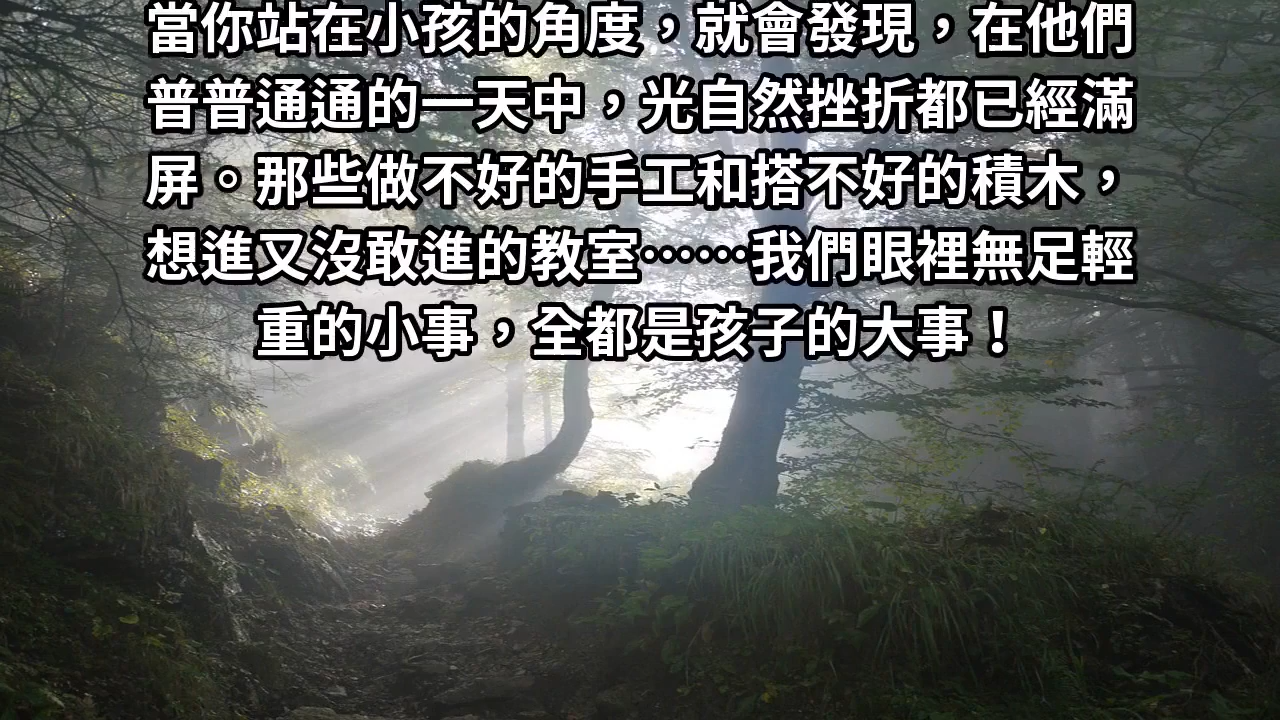 當你站在小孩的角度，就會發現，在他們
普普通通的一天中，光自然挫折都已經滿
屏。那些做不好的手工和搭不好的積木，
想進又沒敢進的教室⋯⋯我們眼裡無足輕
重的小事，全都是孩子的大事！